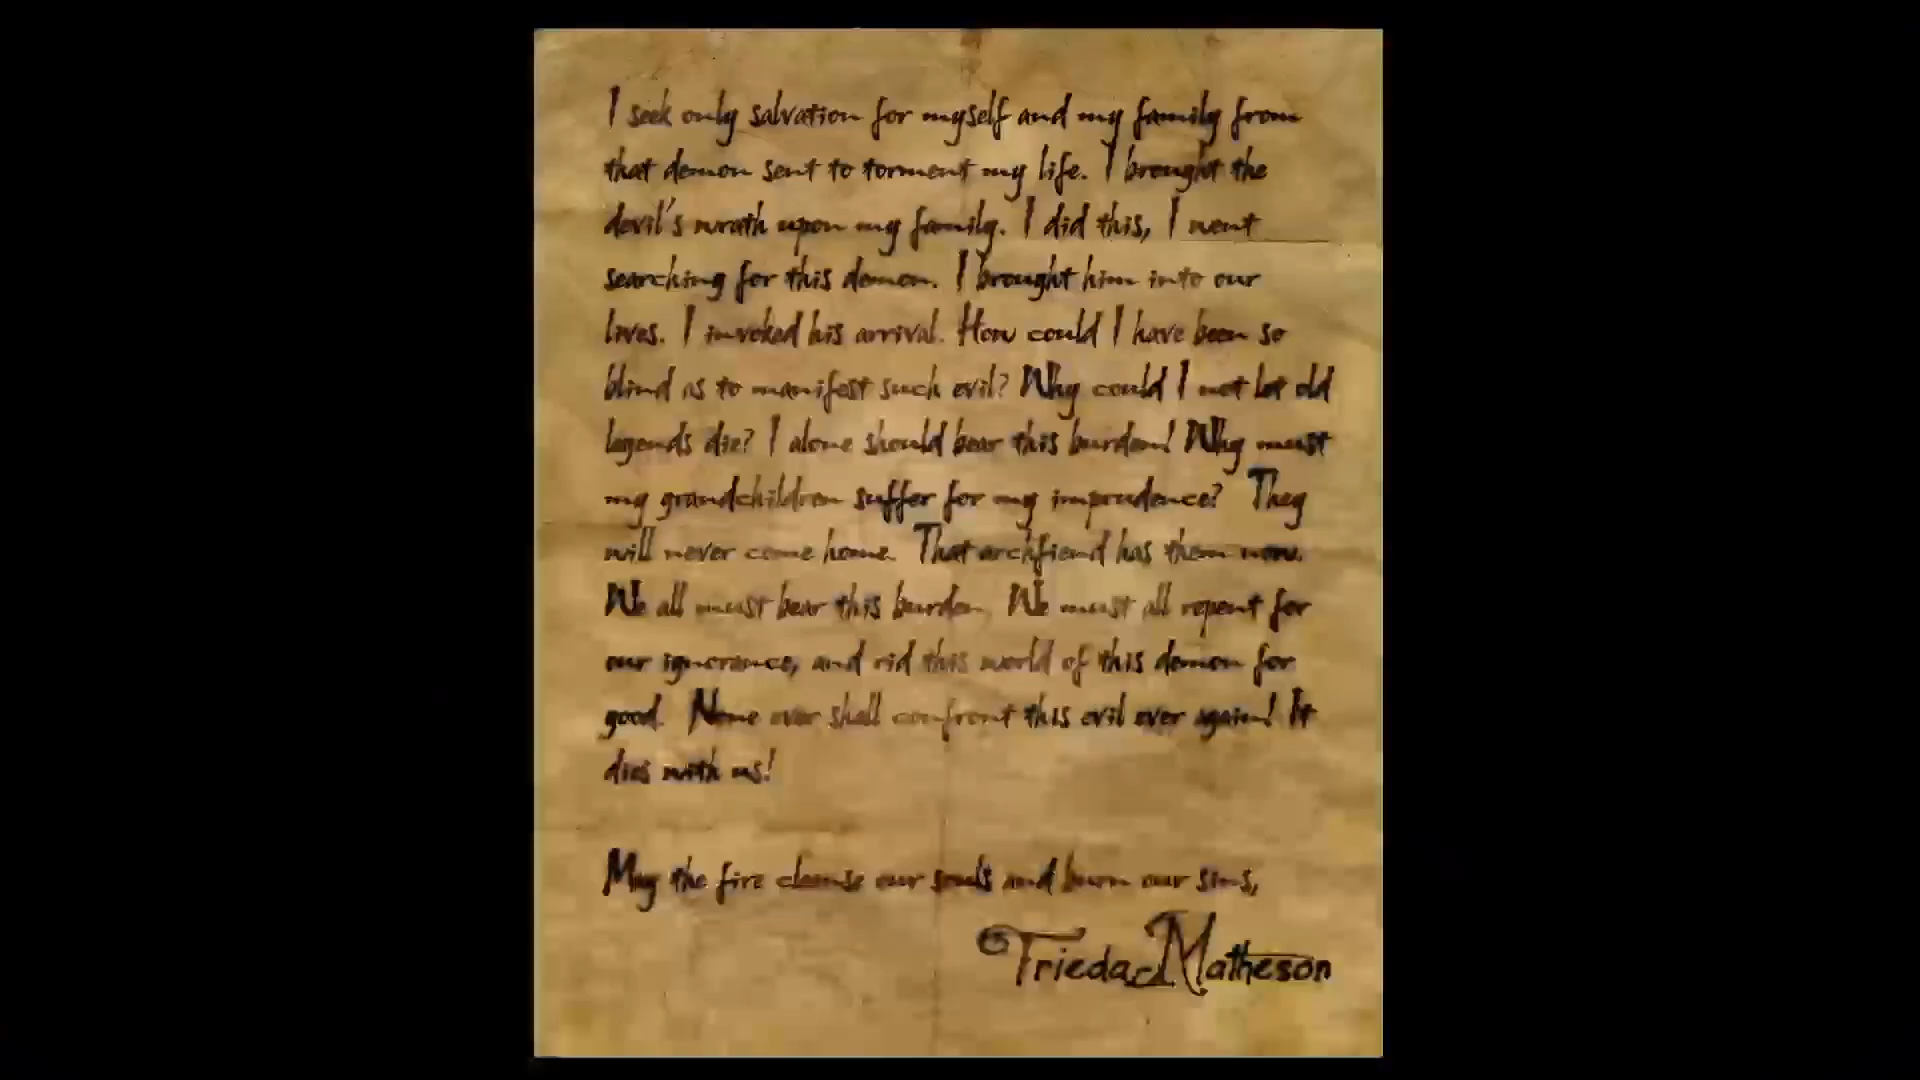 I seek only salvation for myself and my family from
that demon sent to torment my life. I brought the
devil's wrath upon my family. I did this, I went
searching for this demon. I brought him into our
lives. I invoked his arrival. How could I have been so
blind as to manifest such evil? Why could I not let old
legends die? I alone should bear this burden! Why must
my grandchildren suffer for my imprudence? They
will never come home. That archfiend has them now.
We all must bear this burden. We must all repent for
our ignorance, and rid this world of this demon for
good. None ever shall confront this evil ever again! It
dies with us!
May the fire cleanse our souls and burn our sins,
Trieda Matheson